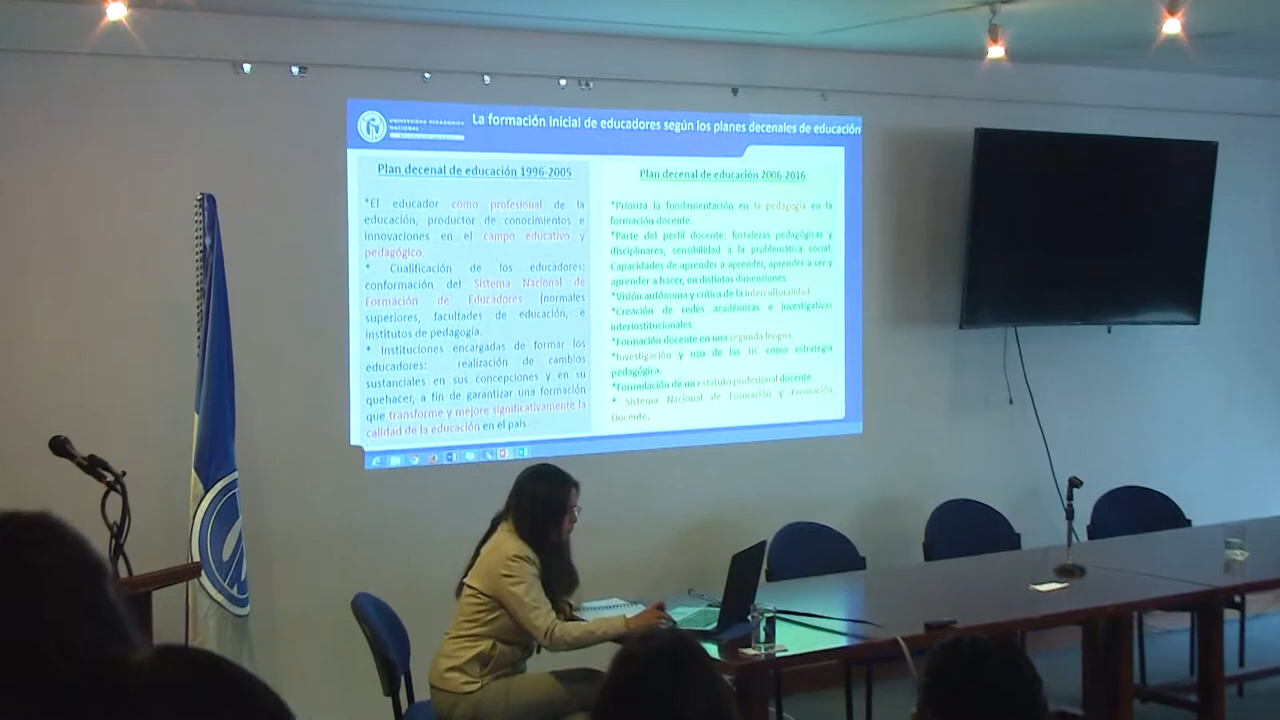 UNIVERSIDAD PEDAGOGICA
NACIONAL
La formación inicial de educadores según los planes decenales de educación
Plan decenal de educación 1996-2005
*El educador como profesional de la
educación, productor de conocimientos e
innovaciones en el campo educativo y
pedagógico.
* Cualificación de los educadores:
conformación del Sistema Nacional de
Formación de Educadores (normales
superiores, facultades de educación, e
institutos de pedagogía.
* Instituciones encargadas de formar los
educadores: realización de cambios
sustanciales en sus concepciones y en su
quehacer, a fin de garantizar una formación
que transforme y mejore significativamente la
calidad de la educación en el país.
Plan decenal de educación 2006-2016
*Prioriza la fundamentación en la pedagogía en la
formación docente.
*Parte del perfil docente: fortalezas pedagógicas y
disciplinares, sensibilidad a la problemática social.
Capacidades de aprender a aprender, aprender a ser y
aprender a hacer, en distintas dimensiones.
*Visión autónoma y crítica de la interculturalidad.
*Creación de redes académicas e investigativas
interinstitucionales.
*Formación docente en una segunda lengua.
*Investigación y uso de las TIC como estrategia
pedagógica.
*Formulación de un estatuto profesional docente
* Sistema Nacional de Formación y Promoción
Docente.